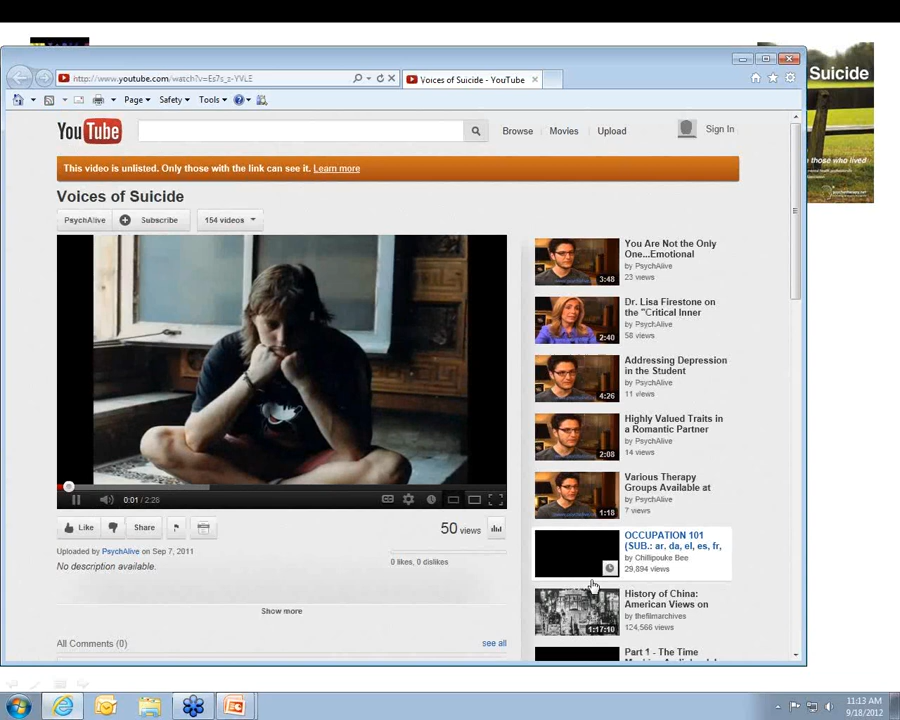 Suicide
those who lived
psychotherapy.net
http://www.youtube.com/watch?v=Es7s_z-YVLE
Voices of Suicide - YouTube
Page
Safety
Tools
YouTube
Browse
Movies
Upload
Sign In
This video is unlisted. Only those with the link can see it. Learn more
Voices of Suicide
PsychAlive
Subscribe
154 videos
0:01 / 2:26
CC
Like
Share
50 views
Uploaded by PsychAlive on Sep 7, 2011
No description available.
0 likes, 0 dislikes
Show more
All Comments (0)
see all
3:48
You Are Not the Only
One...Emotional
by PsychAlive
23 views
2:40
Dr. Lisa Firestone on
the "Critical Inner
by PsychAlive
58 views
4:26
Addressing Depression
in the Student
by PsychAlive
11 views
2:08
Highly Valued Traits in
a Romantic Partner
by PsychAlive
14 views
1:18
Various Therapy
Groups Available at
by PsychAlive
7 views
OCCUPATION 101
(SUB.: ar, da, el, es, fr,
by Chillipouke Bee
29,894 views
1:17:10
History of China:
American Views on
by thefilmarchives
124,566 views
Part 1 - The Time
11:13 AM
9/18/2012